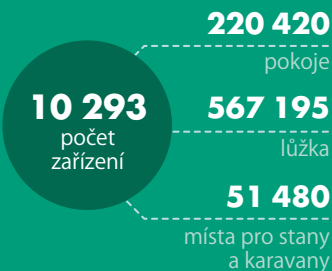 220 420
pokoje
10 293
počet
zařízení
567 195
lůžka
51 480
místa pro stany
a karavany